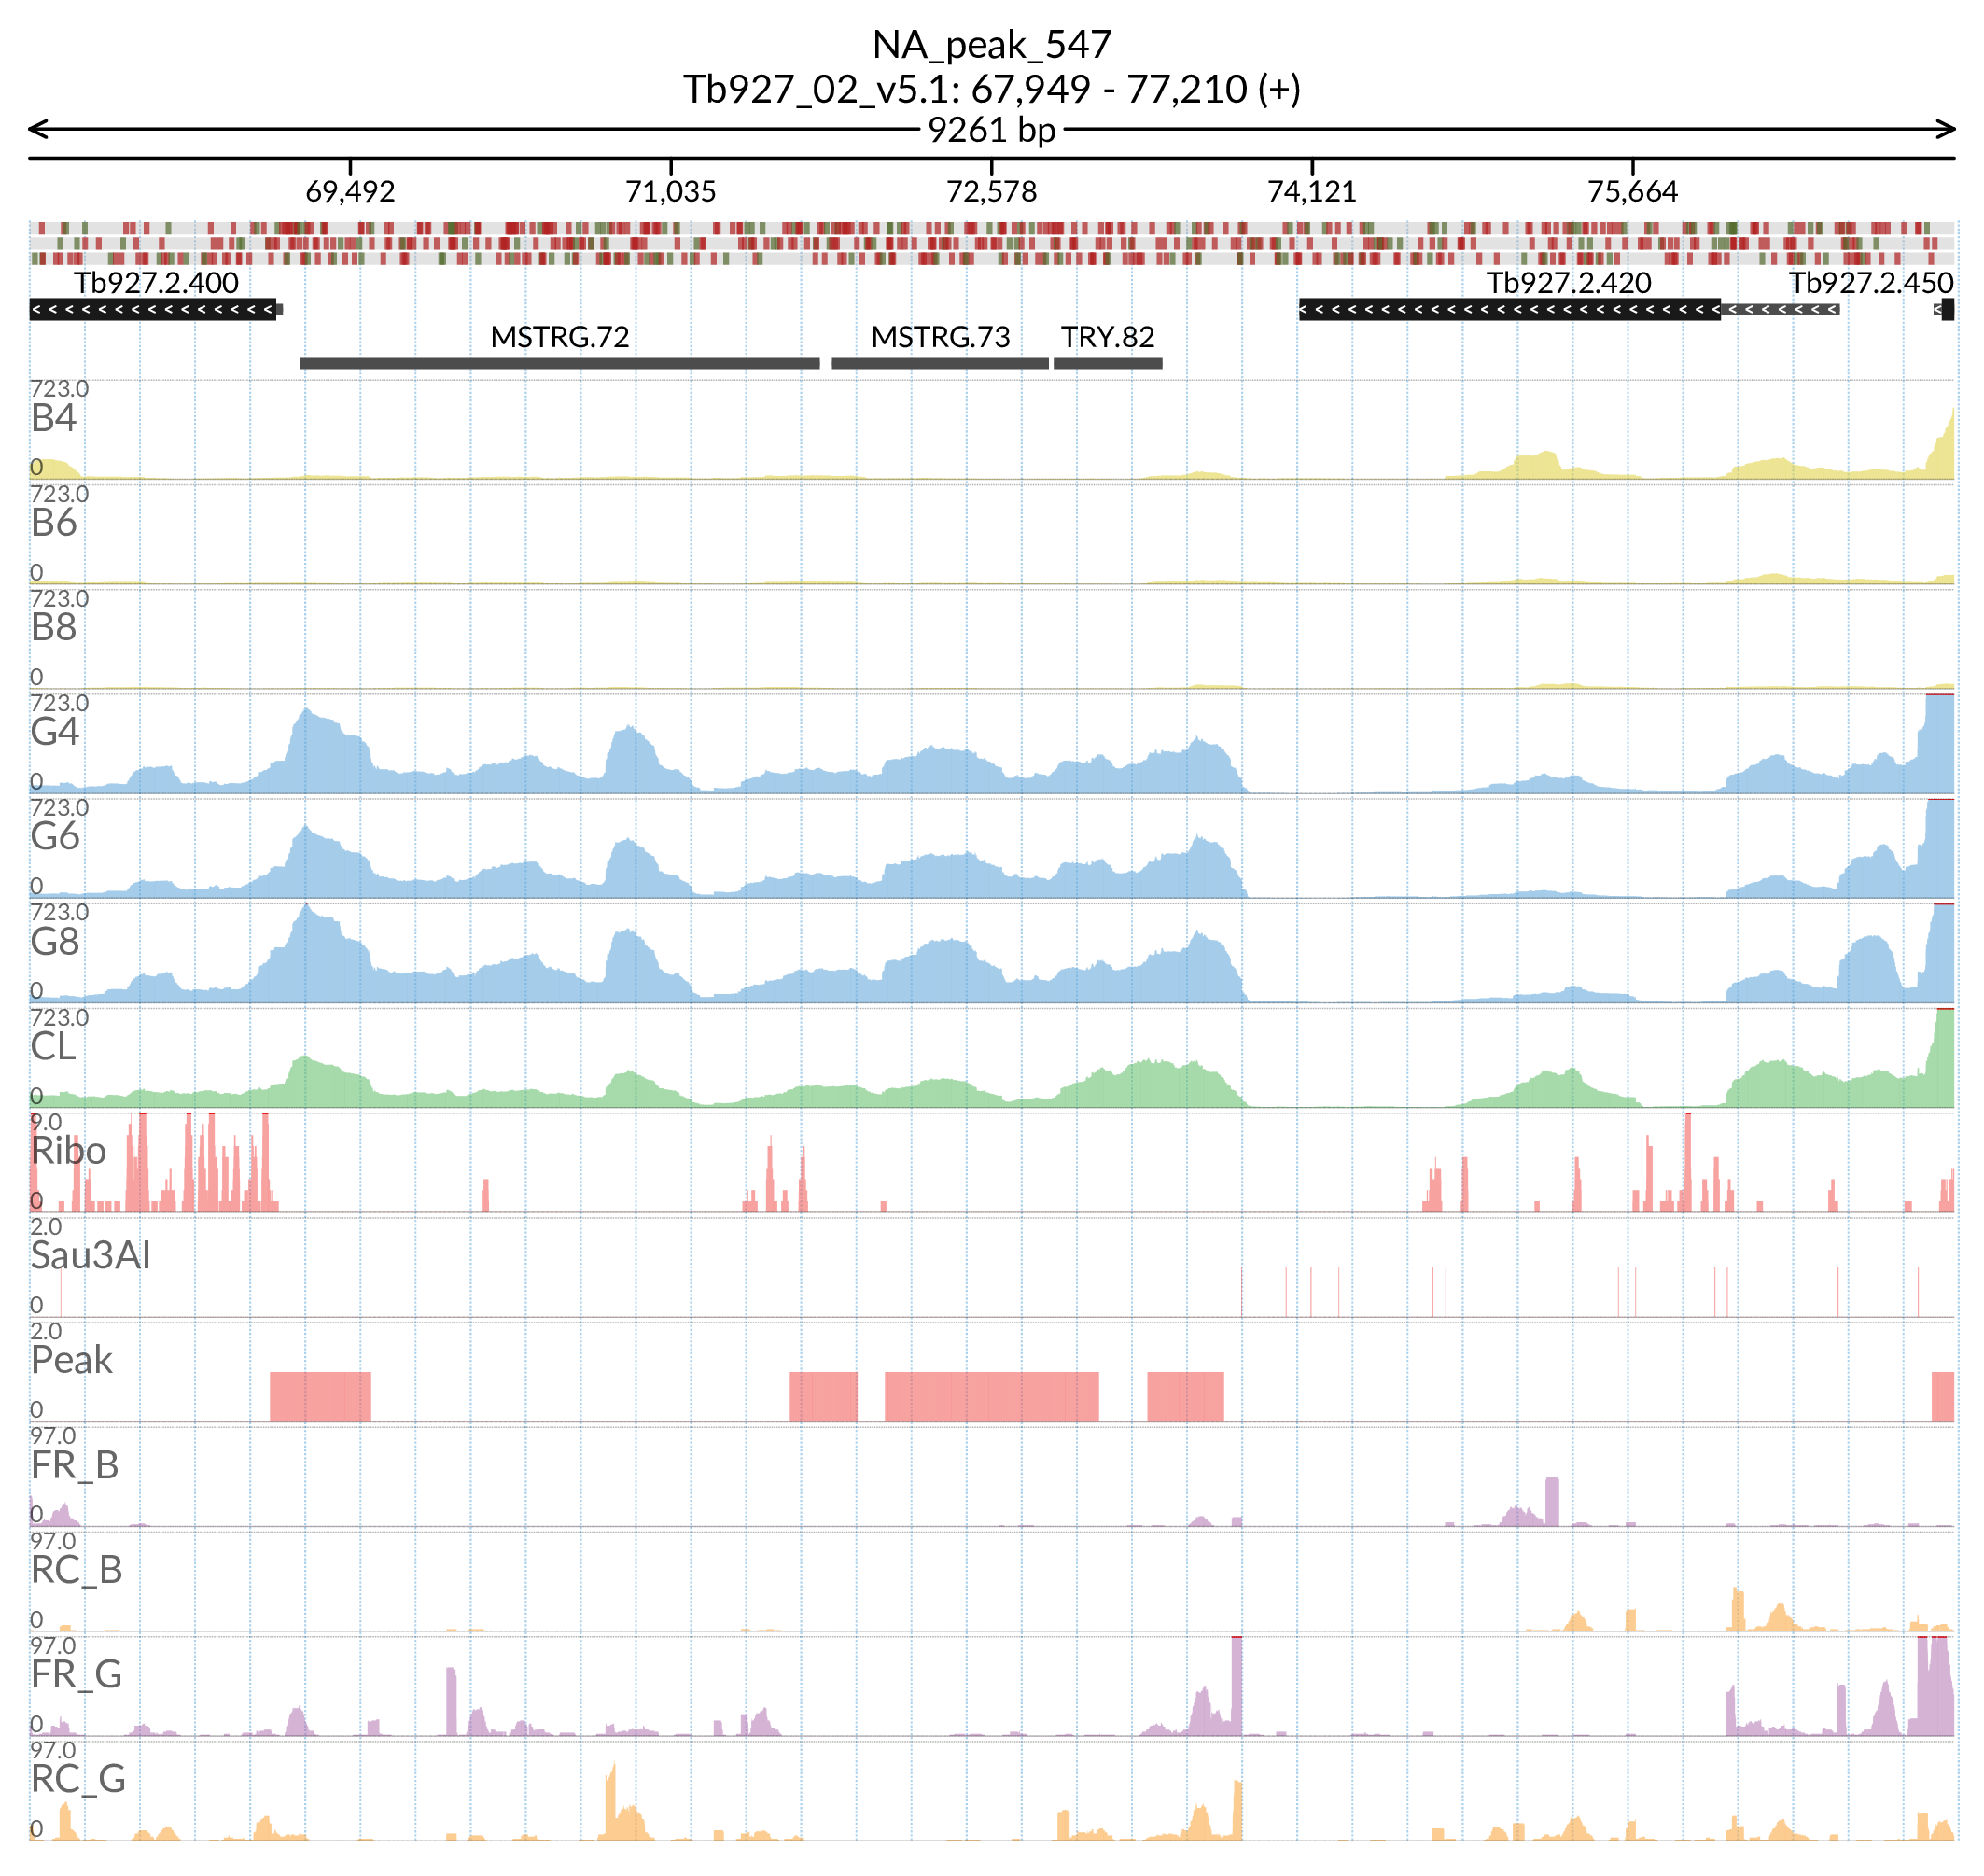 NA_peak_547
Tb927_02_v5.1: 67,949 - 77,210 (+)
9261 bp
69,492 71,035 72,578 74,121 75,664
Tb927.2.400 Tb927.2.420 Tb927.2.450
MSTRG.72 MSTRG.73 TRY.82
723.0
B4
0
723.0
B6
0
723.0
B8
0
723.0
G4
0
723.0
G6
0
723.0
G8
0
723.0
CL
0
9.0
Ribo
0
2.0
Sau3AI
0
2.0
Peak
0
97.0
FR_B
0
97.0
RC_B
0
97.0
FR_G
0
97.0
RC_G
0